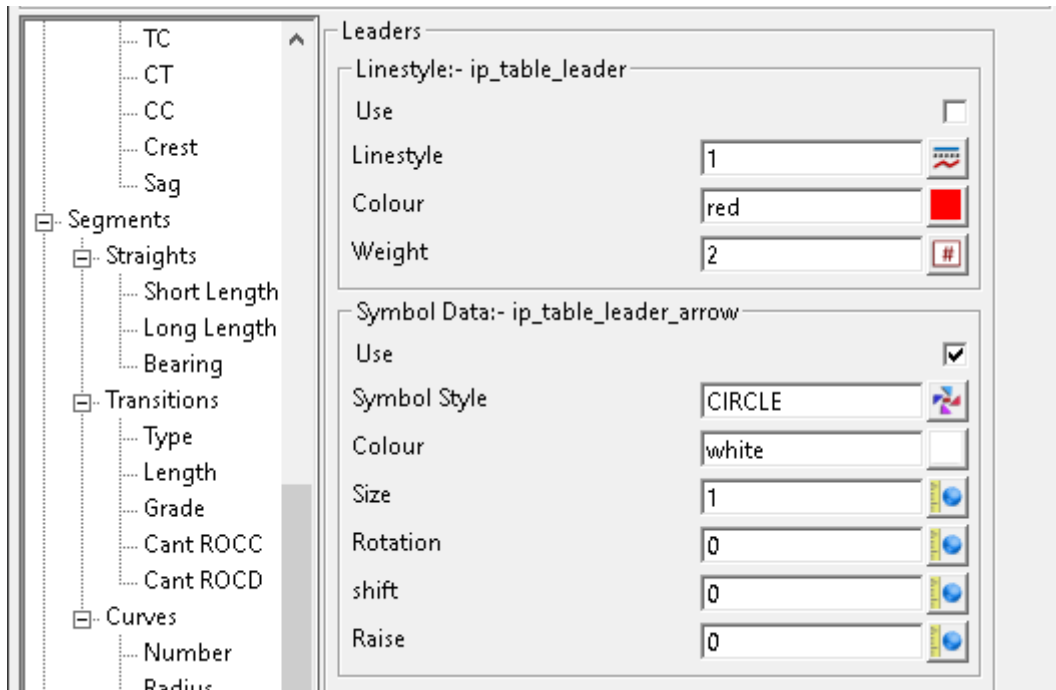 TC
CT
CC
Crest
Sag
Segments
Straights
Short Length
Long Length
Bearing
Transitions
Type
Length
Grade
Cant ROCC
Cant ROCD
Curves
Number
Radius
Leaders
Linestyle:- ip_table_leader
Use
Linestyle 1
Colour red
Weight 2 #
Symbol Data:- ip_table_leader_arrow
Use
Symbol Style CIRCLE
Colour white
Size 1
Rotation 0
shift 0
Raise 0